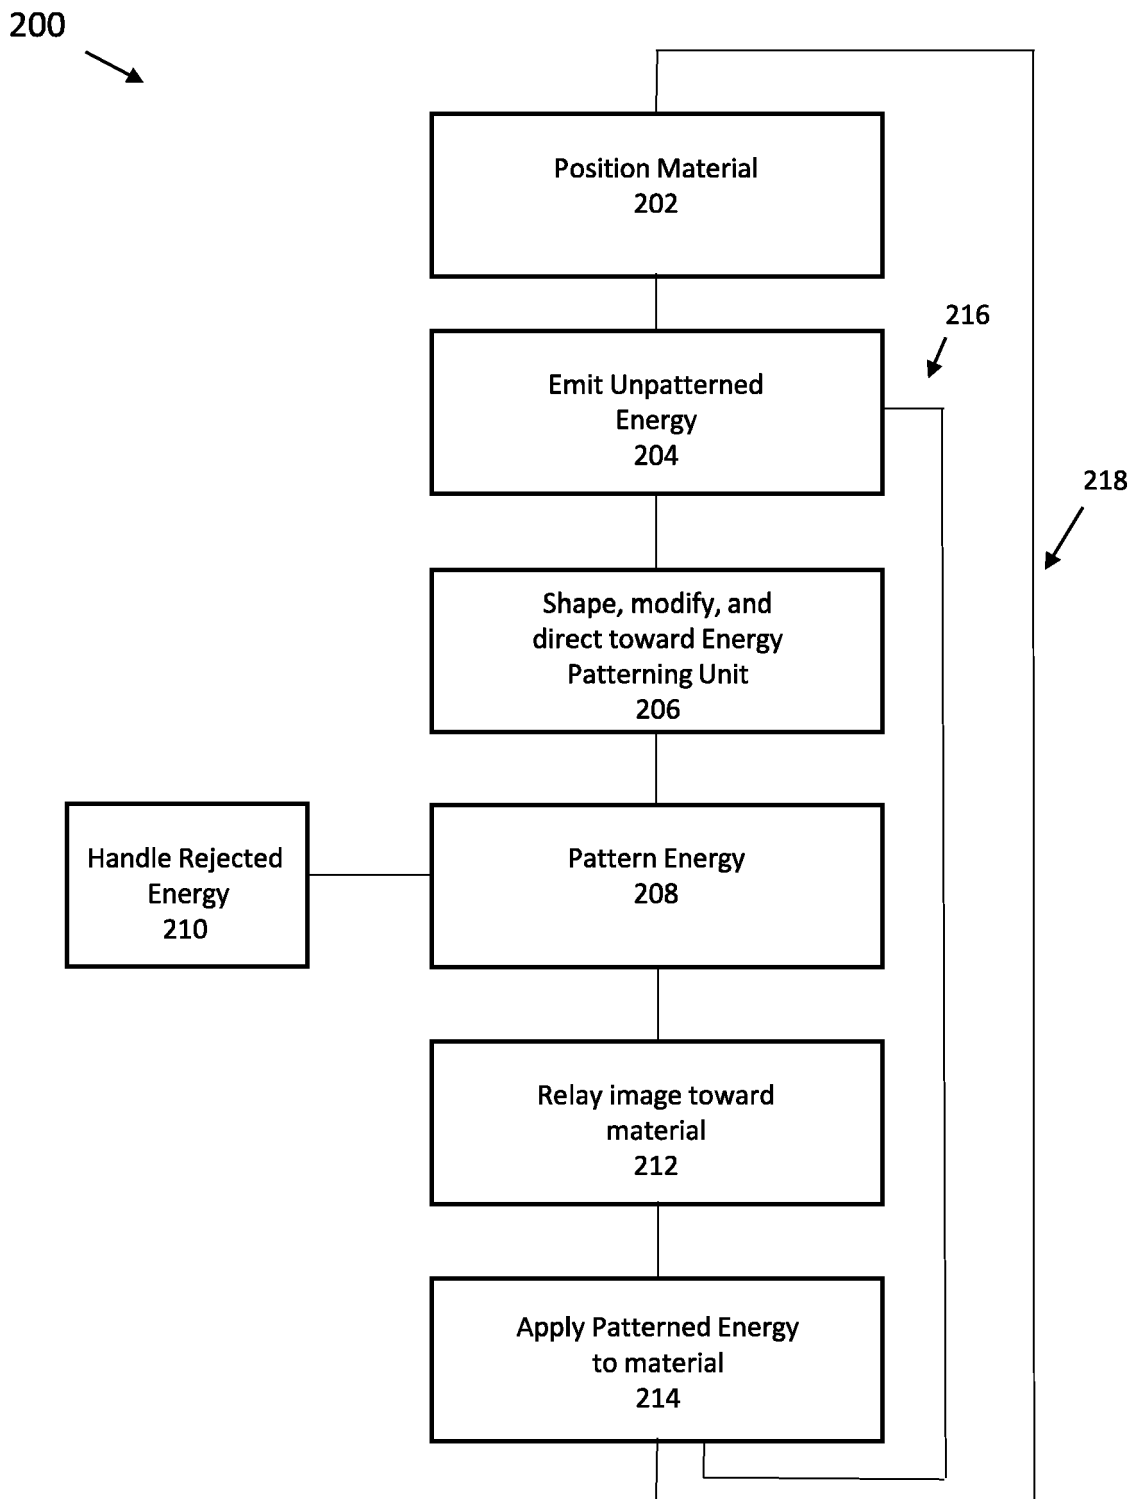 200
Position Material
202
216
Emit Unpatterned
Energy
204
218
Shape, modify, and
direct toward Energy
Patterning Unit
206
Handle Rejected
Energy
210
Pattern Energy
208
Relay image toward
material
212
Apply Patterned Energy
to material
214